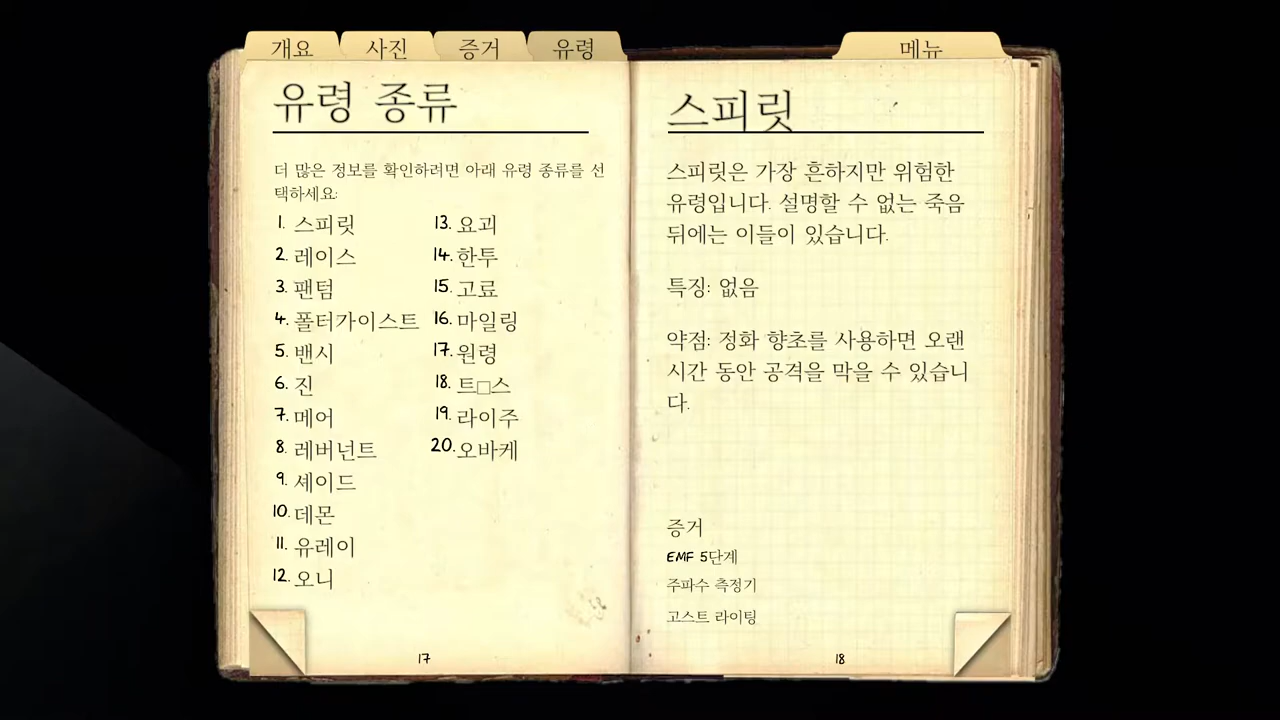 개요 사진 증거 유령 메뉴
유령 종류
더 많은 정보를 확인하려면 아래 유령 종류를 선
택하세요:
1. 스피릿
2. 레이스
3. 팬텀
4. 폴터가이스트
5. 밴시
6. 진
7. 메어
8. 레버넌트
9. 셰이드
10. 데몬
11. 유레이
12. 오니
13. 요괴
14. 한투
15. 고료
16. 마일링
17. 원령
18. 트□스
19. 라이주
20. 오바케
17
스피릿
스피릿은 가장 흔하지만 위험한
유령입니다. 설명할 수 없는 죽음
뒤에는 이들이 있습니다.
특징: 없음
약점: 정화 향초를 사용하면 오랜
시간 동안 공격을 막을 수 있습니
다.
증거
EMF 5단계
주파수 측정기
고스트 라이팅
18